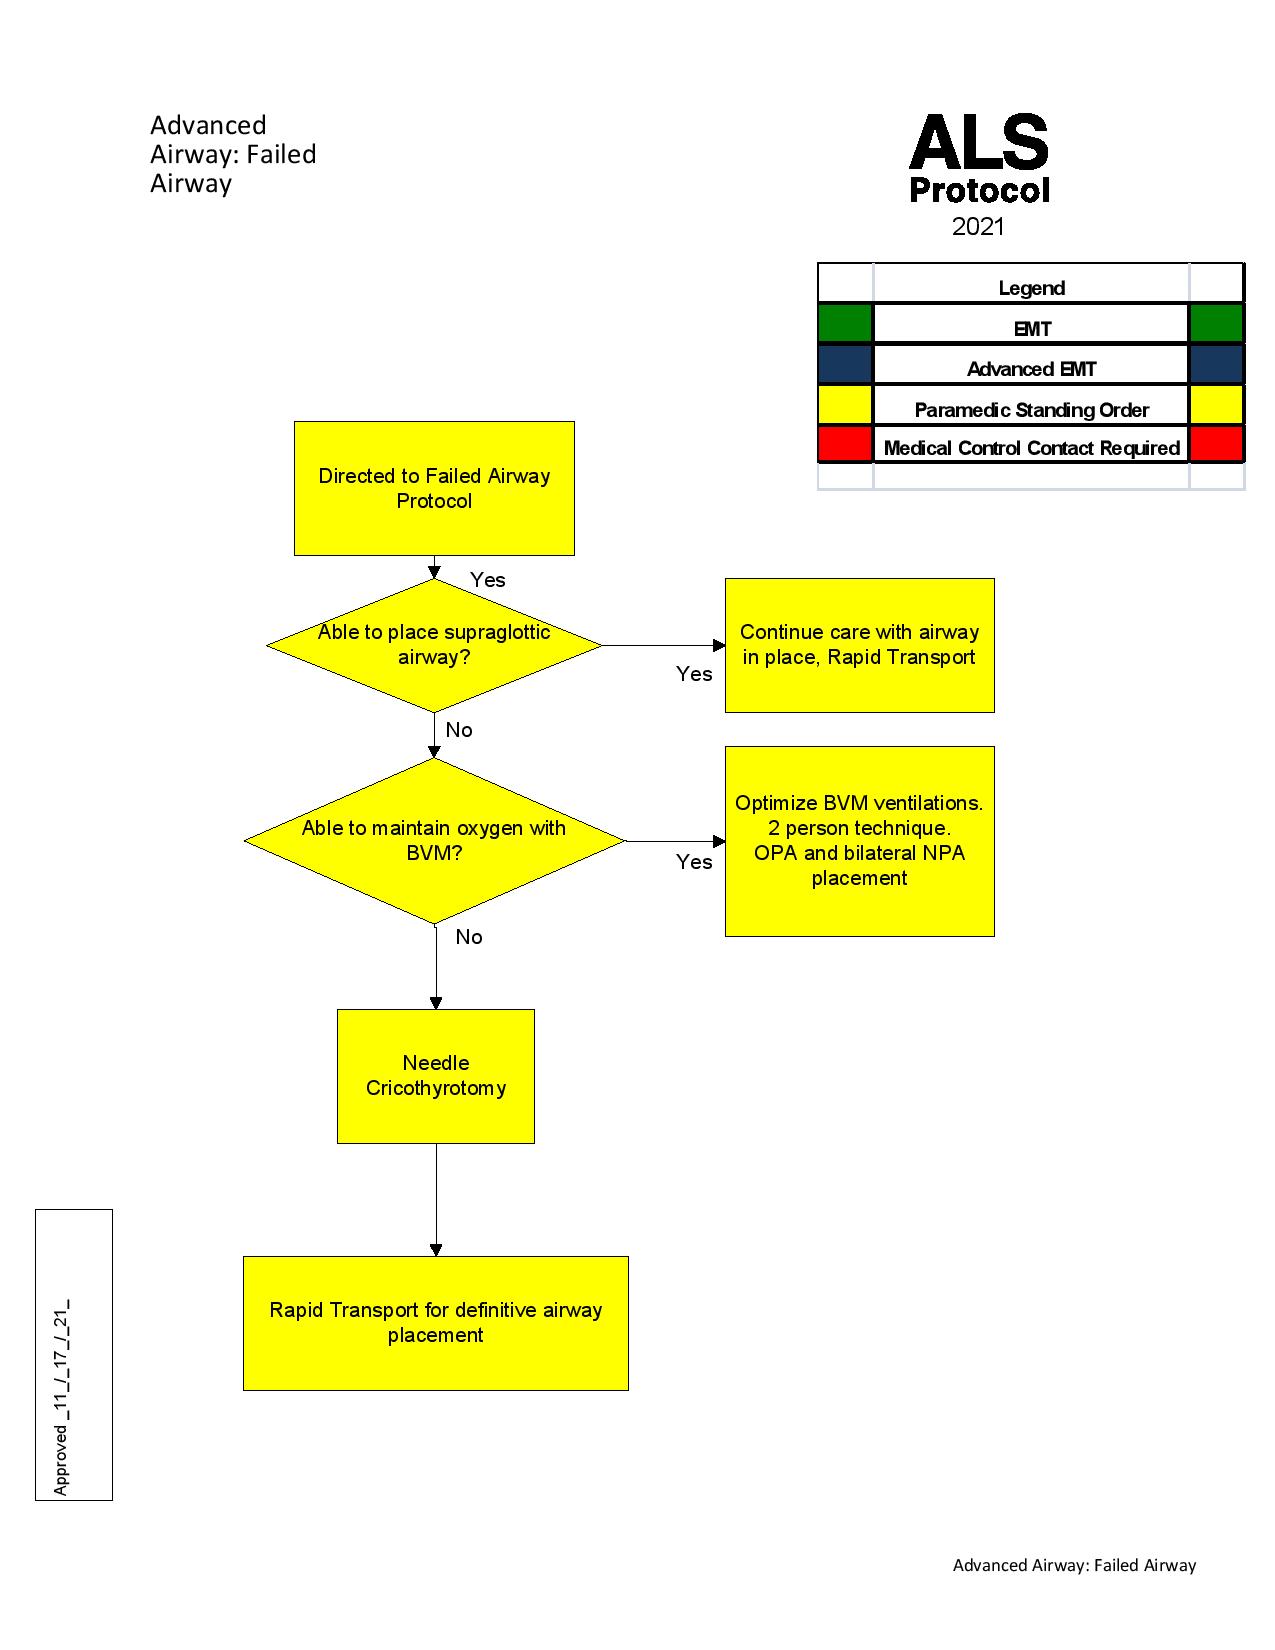 Advanced
Airway: Failed
Airway
ALS
Protocol
2021
Legend
EMT
Advanced EMT
Paramedic Standing Order
Medical Control Contact Required
Directed to Failed Airway
Protocol
Yes
Able to place supraglottic
airway?
Yes
Continue care with airway
in place, Rapid Transport
No
Able to maintain oxygen with
BVM?
Yes
Optimize BVM ventilations.
2 person technique.
OPA and bilateral NPA
placement
No
Needle
Cricothyrotomy
Rapid Transport for definitive airway
placement
Approved _11_/_17_/_21_
Advanced Airway: Failed Airway